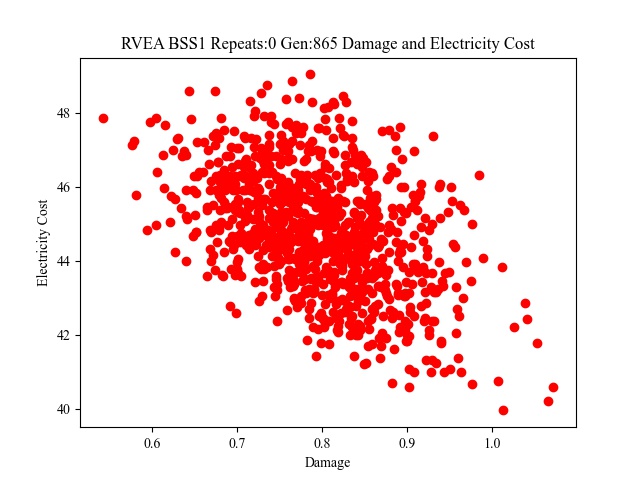 RVEA BSS1 Repeats:0 Gen:865 Damage and Electricity Cost
Electricity Cost
48
46
44
42
40
0.6 0.7 0.8 0.9 1.0
Damage